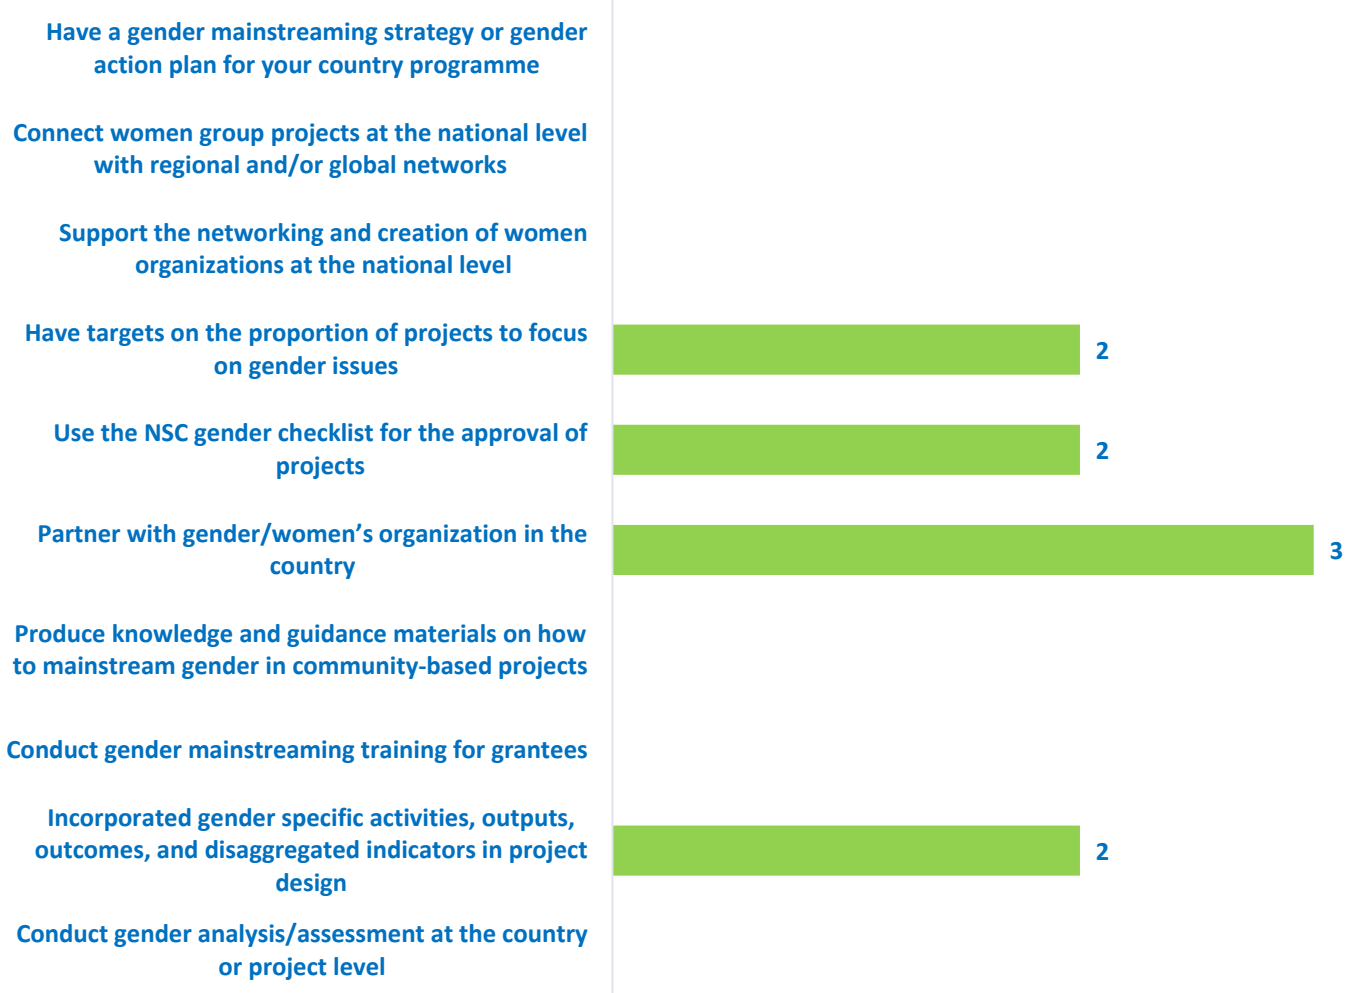 Have a gender mainstreaming strategy or gender
action plan for your country programme
Connect women group projects at the national level
with regional and/or global networks
Support the networking and creation of women
organizations at the national level
Have targets on the proportion of projects to focus
on gender issues
2
Use the NSC gender checklist for the approval of
projects
2
Partner with gender/women’s organization in the
country
3
Produce knowledge and guidance materials on how
to mainstream gender in community-based projects
Conduct gender mainstreaming training for grantees
Incorporated gender specific activities, outputs,
outcomes, and disaggregated indicators in project
design
2
Conduct gender analysis/assessment at the country
or project level